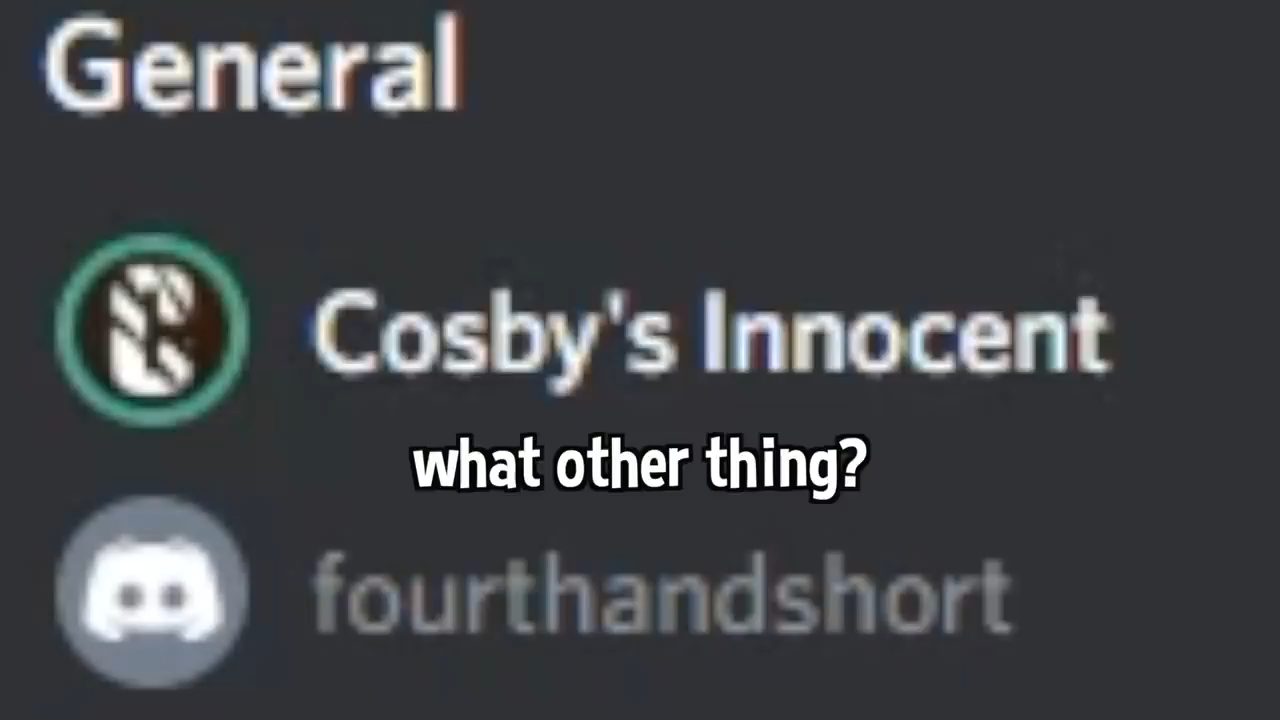 General
Cosby's Innocent
what other thing?
fourthandshort